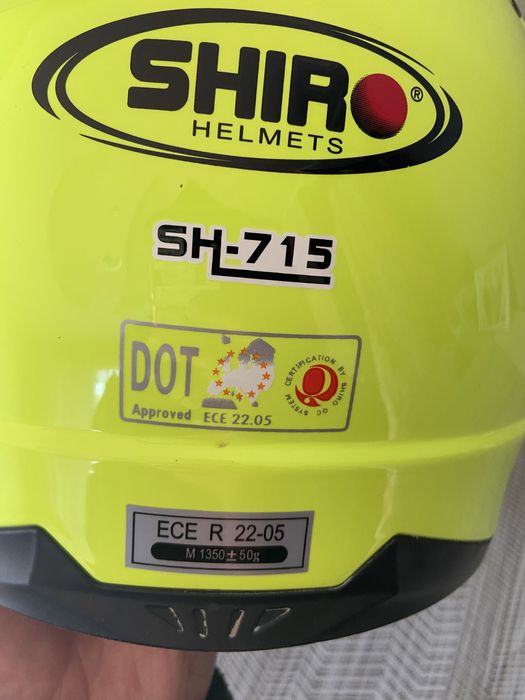 SHIRO®
HELMETS
SH-715
DOT
Approved ECE 22.05
CERTIFICATION BY SHIRO QC SYSTEM
ECE R 22-05
M 1350±50g